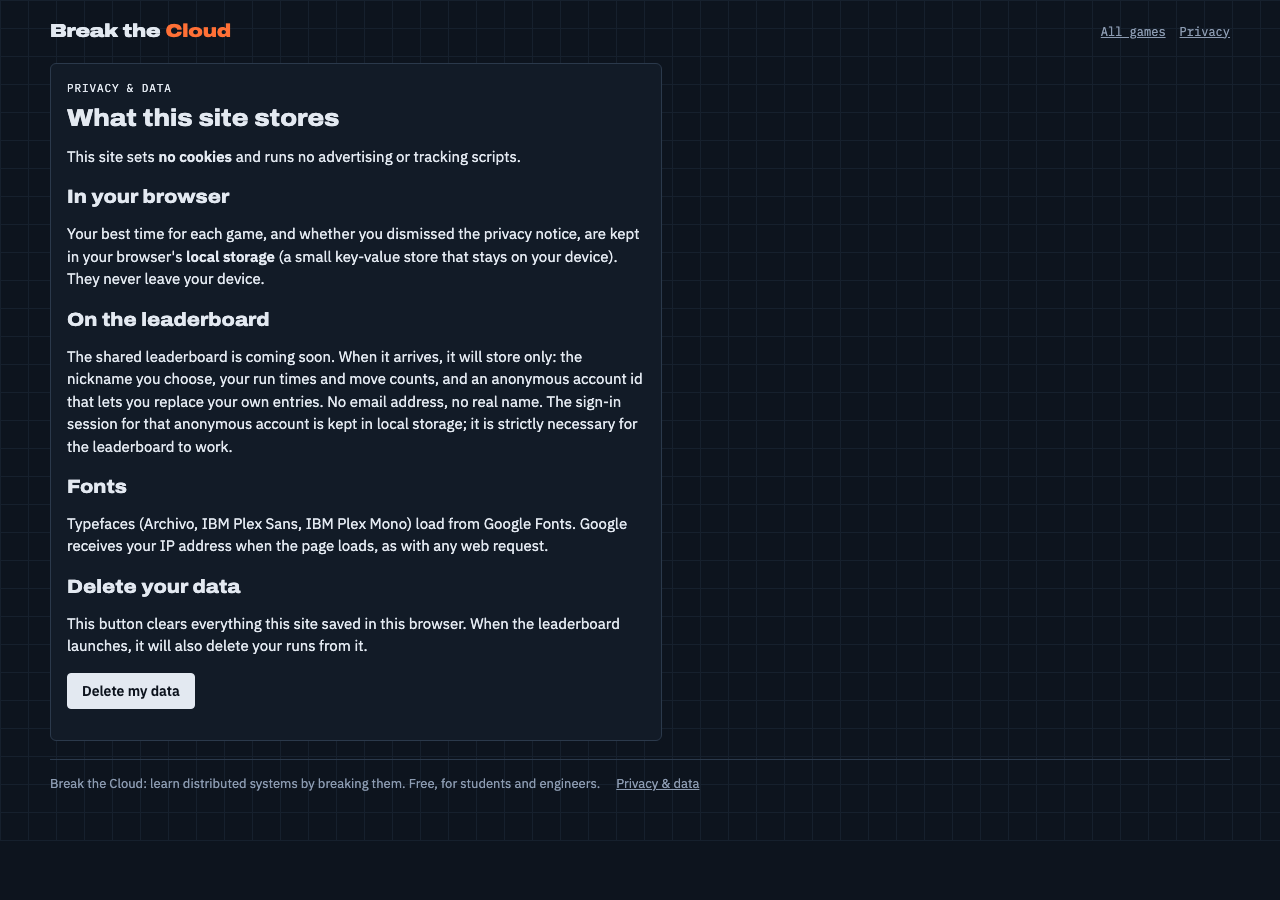 Break the Cloud
All games Privacy
PRIVACY & DATA
What this site stores
This site sets no cookies and runs no advertising or tracking scripts.
In your browser
Your best time for each game, and whether you dismissed the privacy notice, are kept
in your browser's local storage (a small key-value store that stays on your device).
They never leave your device.
On the leaderboard
The shared leaderboard is coming soon. When it arrives, it will store only: the
nickname you choose, your run times and move counts, and an anonymous account id
that lets you replace your own entries. No email address, no real name. The sign-in
session for that anonymous account is kept in local storage; it is strictly necessary for
the leaderboard to work.
Fonts
Typefaces (Archivo, IBM Plex Sans, IBM Plex Mono) load from Google Fonts. Google
receives your IP address when the page loads, as with any web request.
Delete your data
This button clears everything this site saved in this browser. When the leaderboard
launches, it will also delete your runs from it.
Delete my data
Break the Cloud: learn distributed systems by breaking them. Free, for students and engineers. Privacy & data